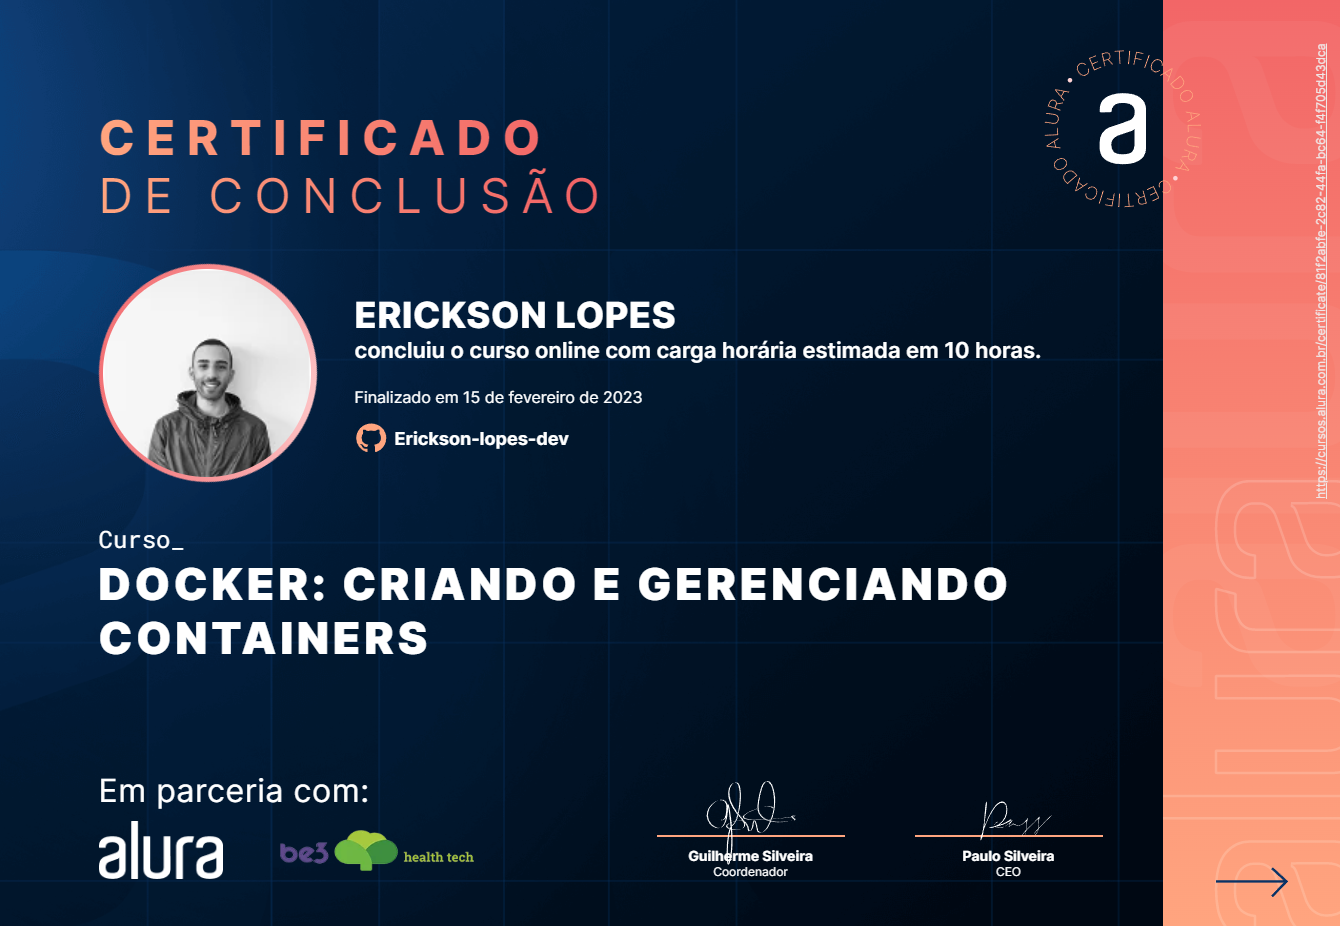 CERTIFICADO
DE CONCLUSÃO
CERTIFICADO ALURA • CERTIFICADO ALURA •
a
https://cursos.alura.com.br/certificate/81f2abfe-2c82-44fa-bc64-f4f705d43dca
ERICKSON LOPES
concluiu o curso online com carga horária estimada em 10 horas.
Finalizado em 15 de fevereiro de 2023
Erickson-lopes-dev
Curso_
DOCKER: CRIANDO E GERENCIANDO
CONTAINERS
Em parceria com:
alura
be3 health tech
Guilherme Silveira
Coordenador
Paulo Silveira
CEO
alura